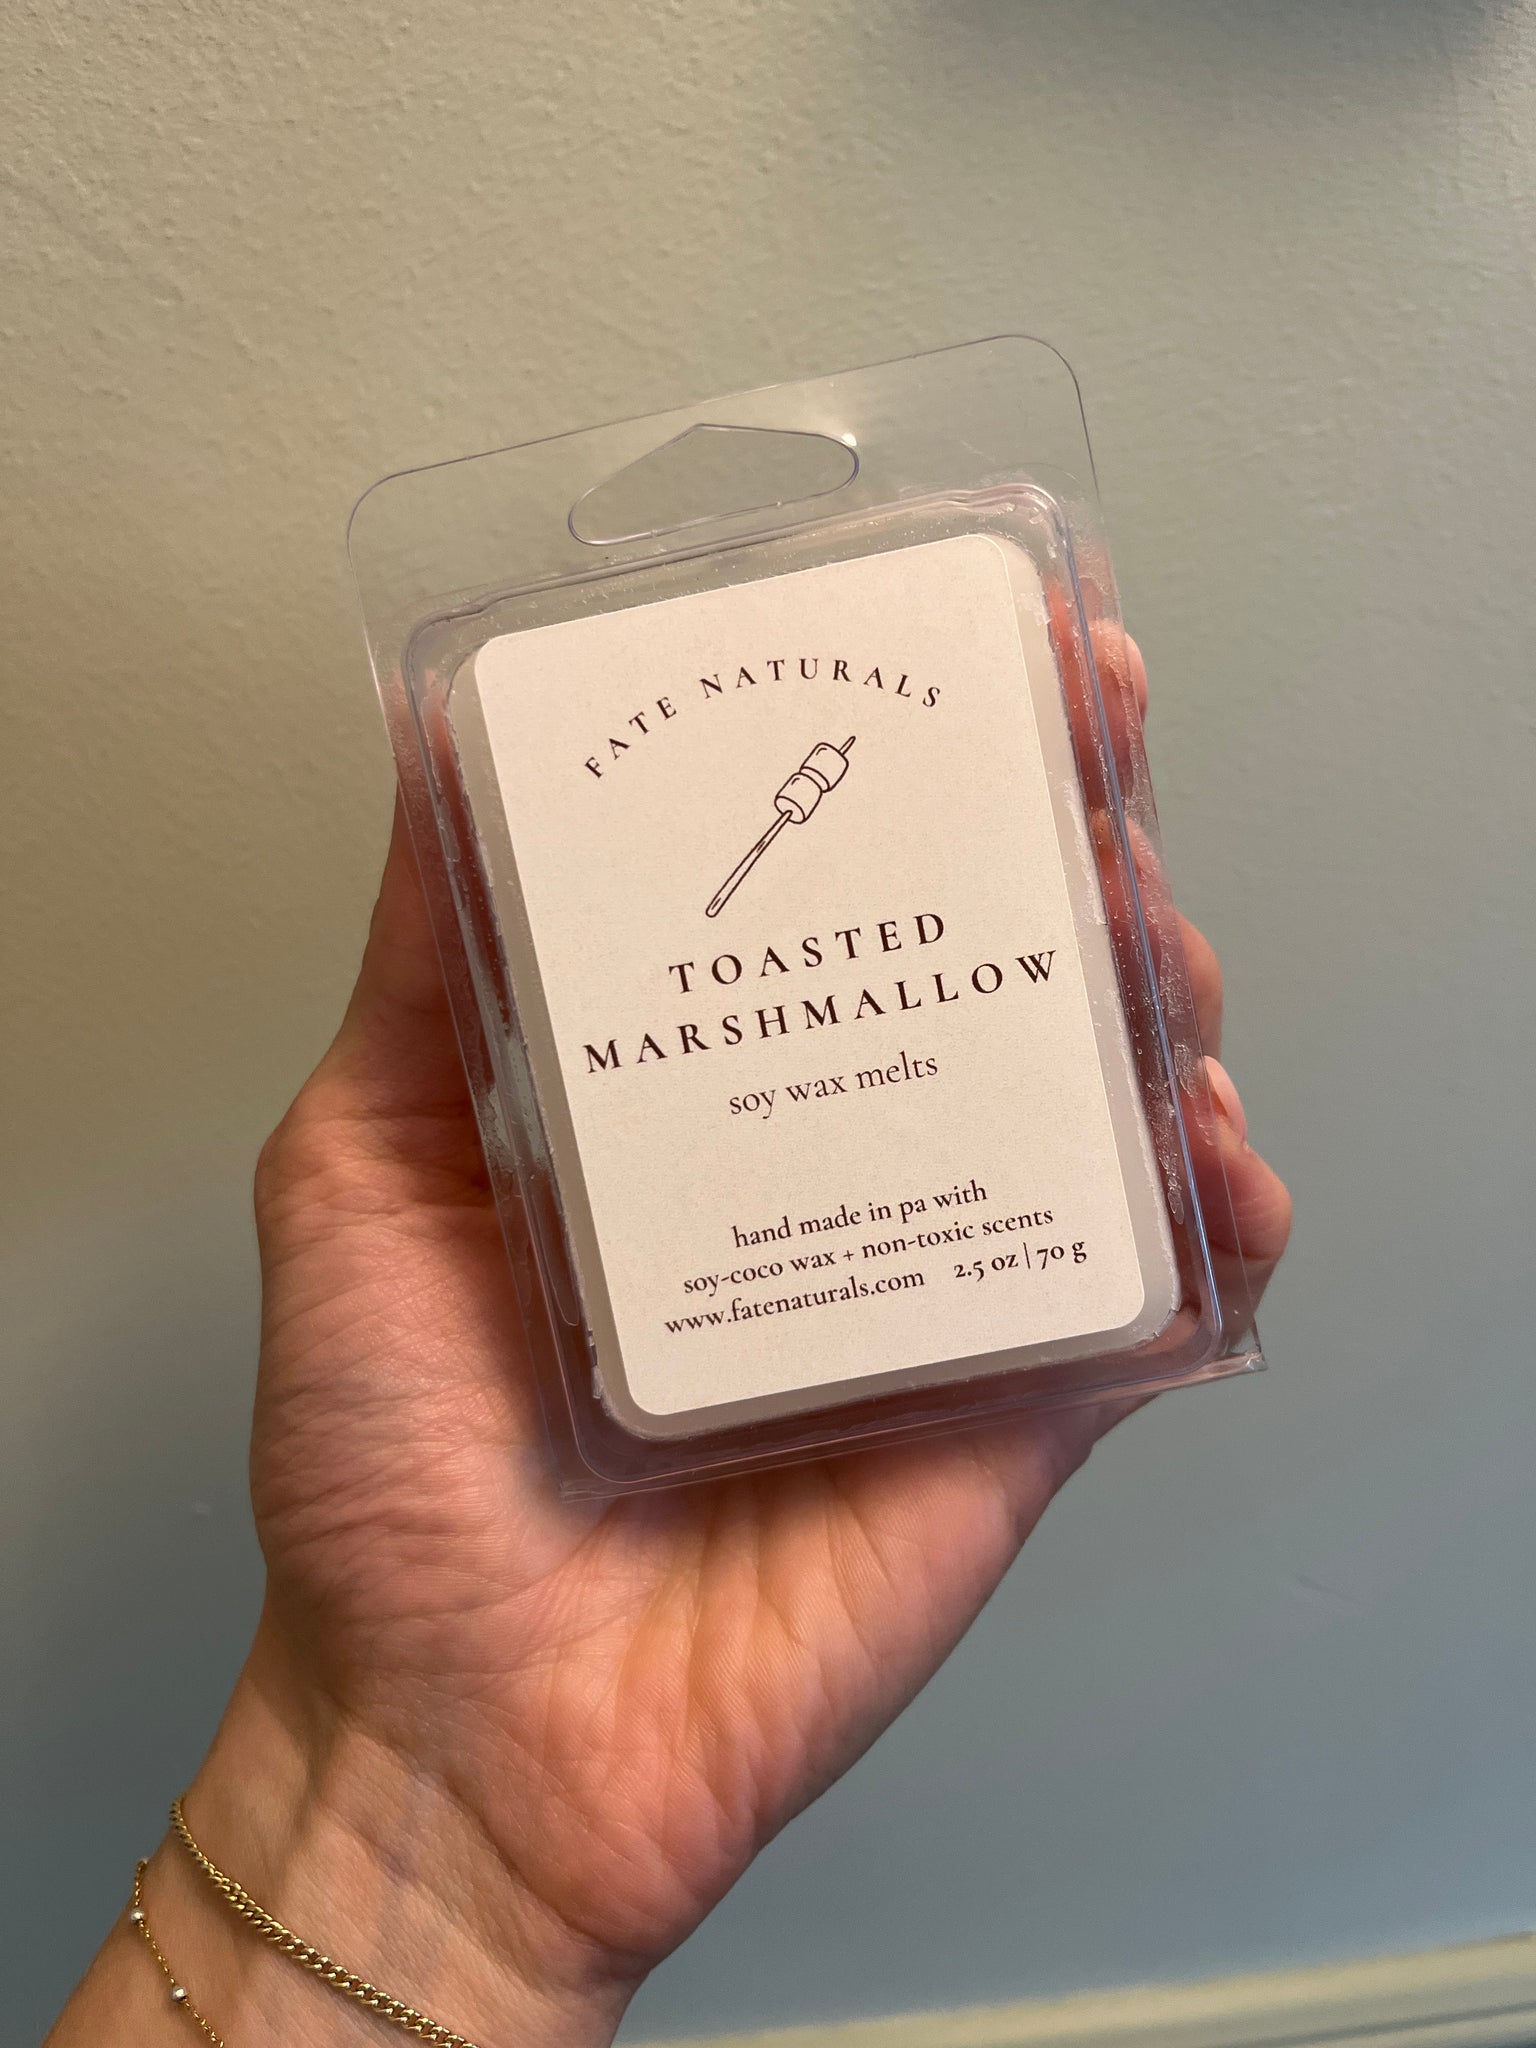 FATE NATURALS
TOASTED
MARSHMALLOW
soy wax melts
hand made in pa with
soy-coco wax + non-toxic scents
www.fatenaturals.com 2.5 oz | 70 g